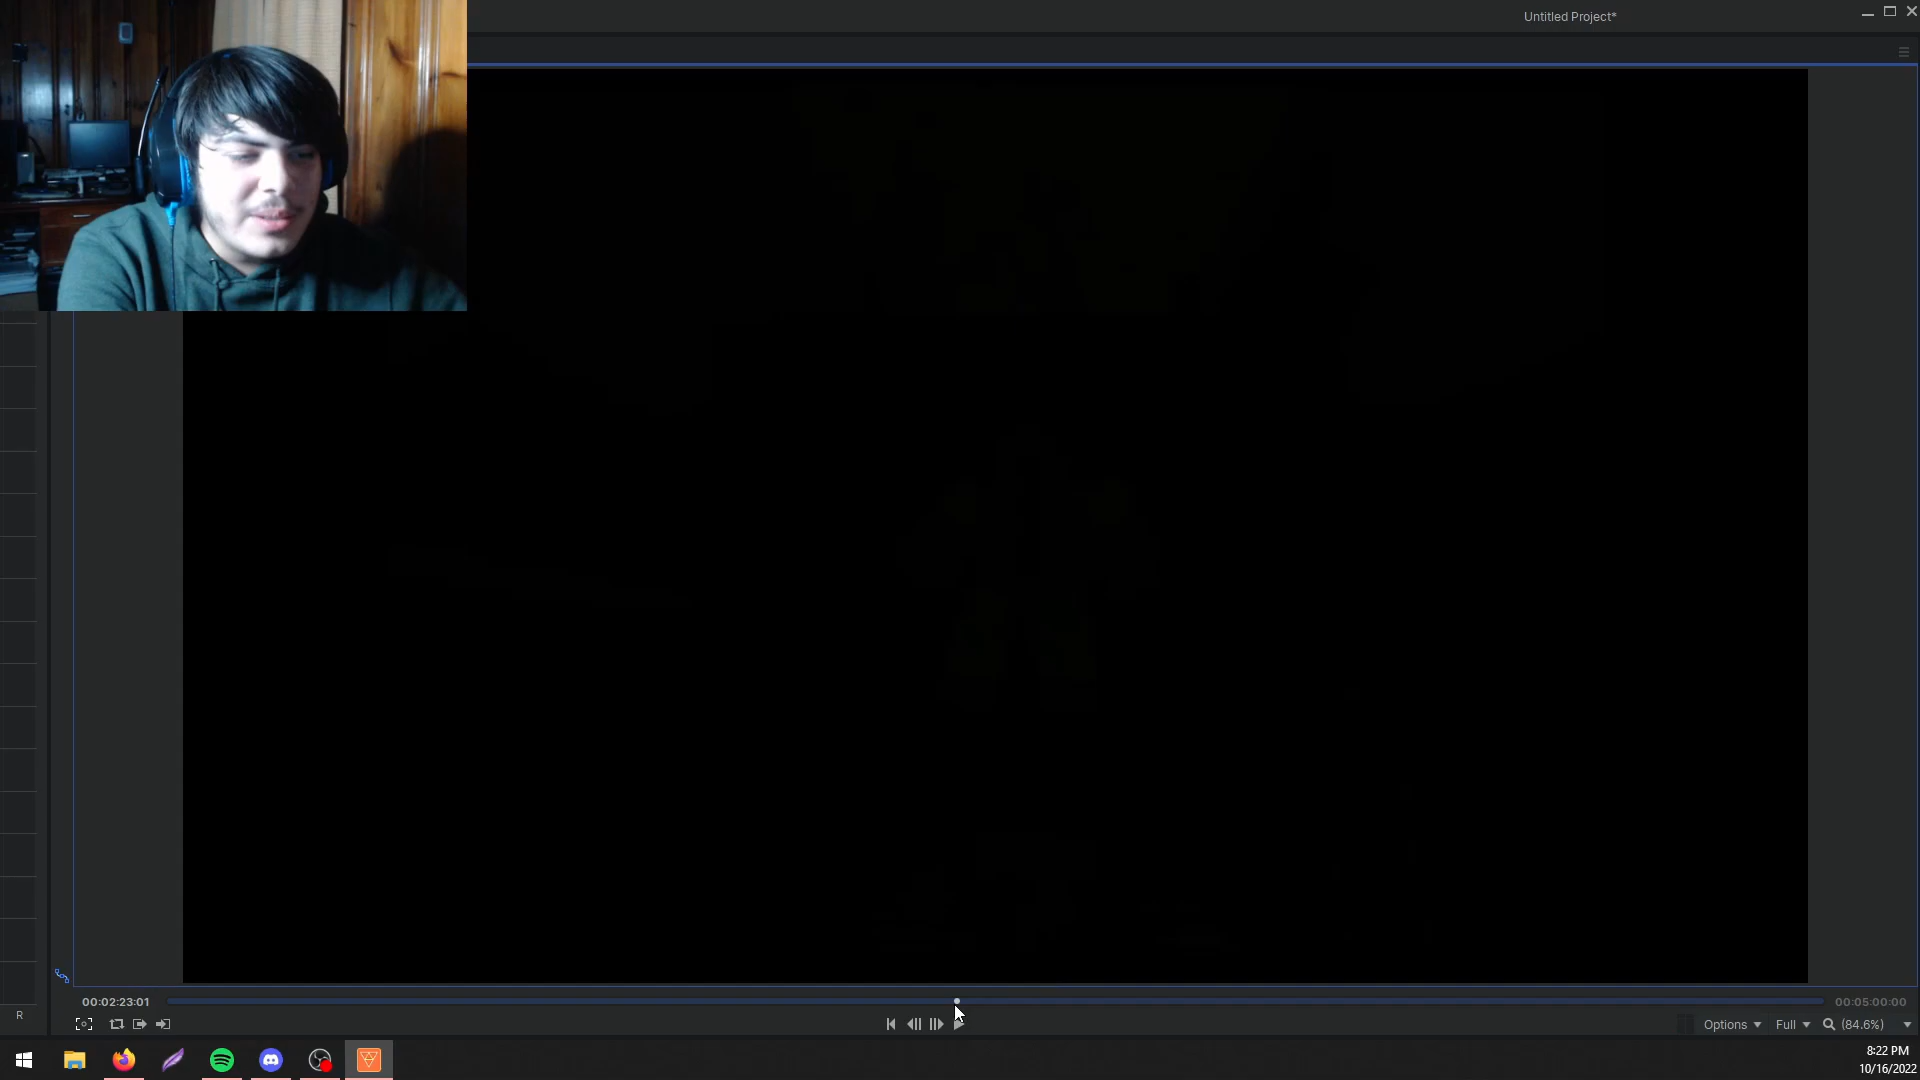 Untitled Project*
00:02:23:01
00:05:00:00
R
Options
Full
(84.6%)
8:22 PM
10/16/2022